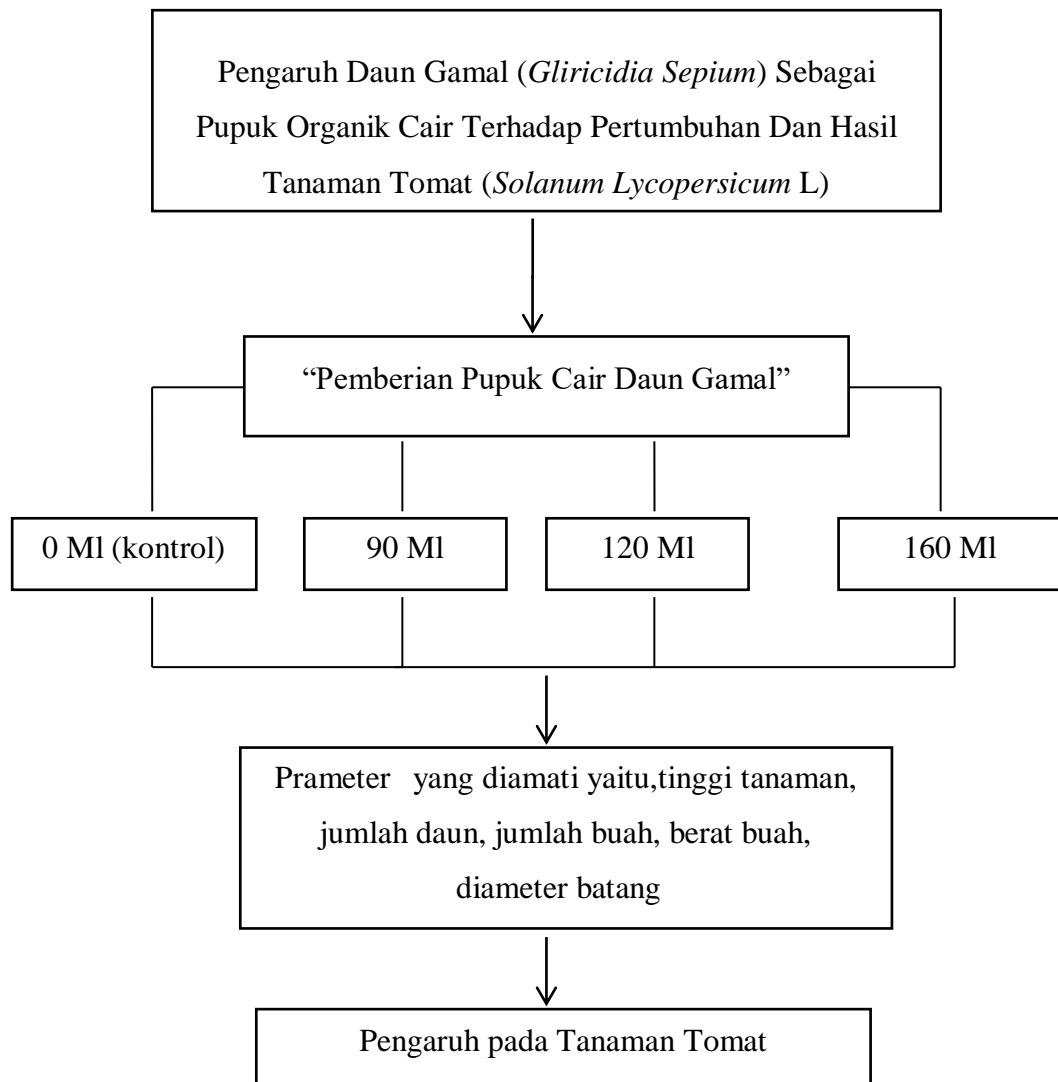 Pengaruh Daun Gamal (Gliricidia Sepium) Sebagai
Pupuk Organik Cair Terhadap Pertumbuhan Dan Hasil
Tanaman Tomat (Solanum Lycopersicum L)
“Pemberian Pupuk Cair Daun Gamal”
0 Ml (kontrol)
90 Ml
120 Ml
160 Ml
Prameter yang diamati yaitu,tinggi tanaman,
jumlah daun, jumlah buah, berat buah,
diameter batang
Pengaruh pada Tanaman Tomat